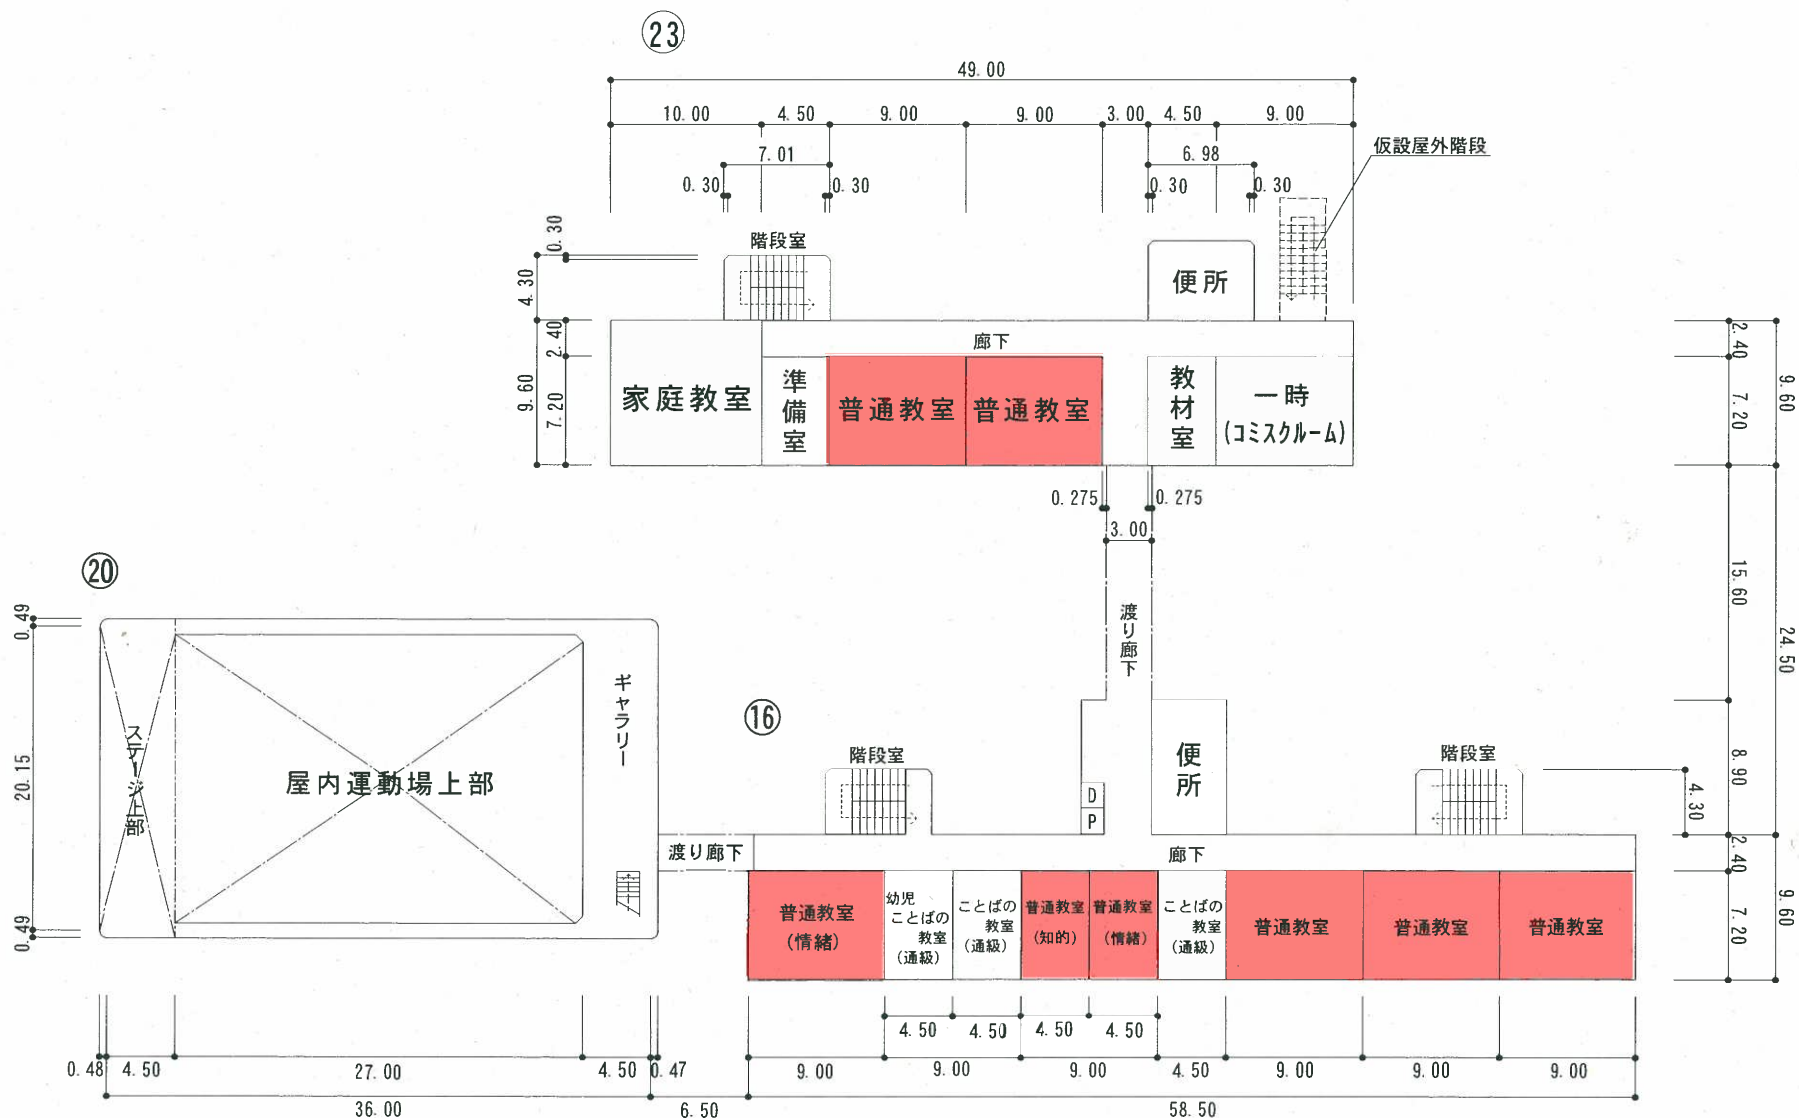 ㉓
49.00
10.00 4.50 9.00 9.00 3.00 4.50 9.00
仮設屋外階段
7.01 6.98
0.30 0.30 0.30 0.30
0.30
階段室
4.30
便所
2.40
廊下
2.40
9.60
7.20
家庭教室
準備室
普通教室
普通教室
教材室
一時
(コミスクルーム)
7.20
9.60
0.275 0.275
3.00
15.60
渡り廊下
24.50
⑳
0.49
20.15
0.49
ステージ上部
屋内運動場上部
ギャラリー
⑯
階段室
D
P
便所
階段室
8.90
4.30
渡り廊下
廊下
2.40
7.20
9.60
普通教室
(情緒)
幼児
ことばの
教室
(通級)
ことばの
教室
(通級)
普通教室
(知的)
普通教室
(情緒)
ことばの
教室
(通級)
普通教室
普通教室
普通教室
4.50 4.50 4.50 4.50
0.48 4.50 27.00 4.50 0.47 9.00 9.00 9.00 4.50 9.00 9.00 9.00
36.00 6.50 58.50